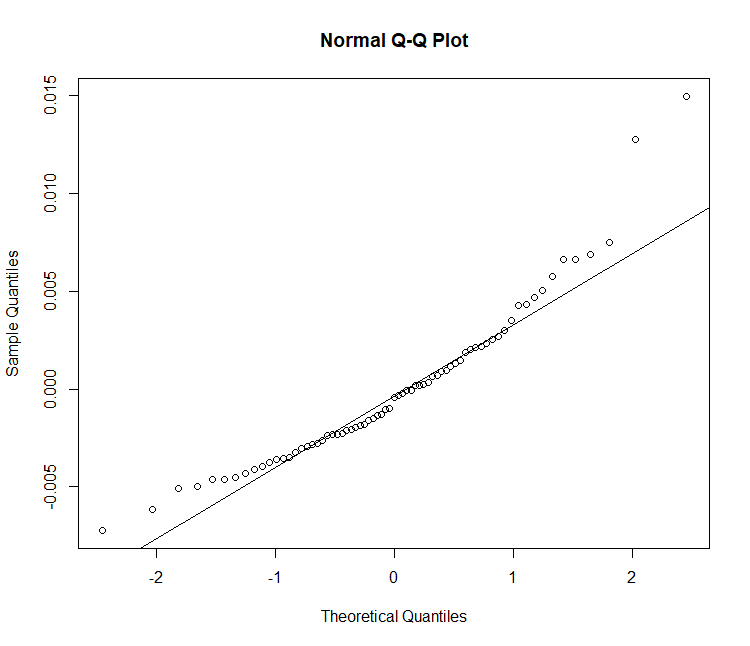 Normal Q-Q Plot
Sample Quantiles
0.015
0.010
0.005
0.000
-0.005
-2 -1 0 1 2
Theoretical Quantiles